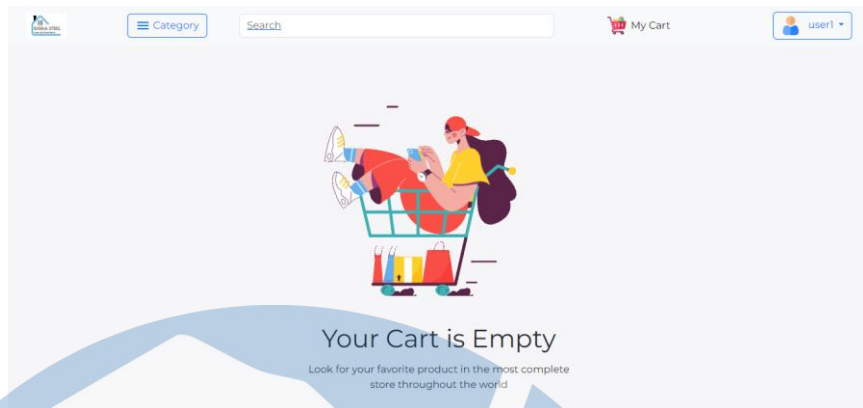 Category
Search
My Cart
user1
Your Cart is Empty
Look for your favorite product in the most complete
store throughout the world